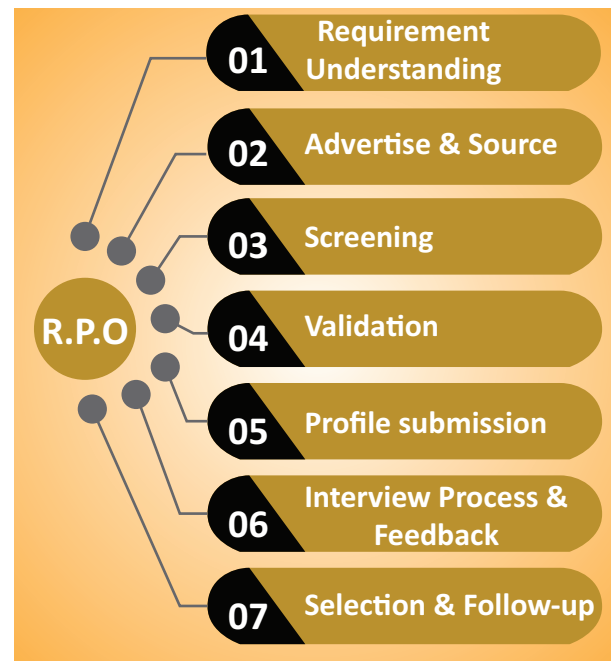 01
Requirement
Understanding
02
Advertise & Source
03
Screening
R.P.O
04
Validation
05
Profile submission
06
Interview Process &
Feedback
07
Selection & Follow-up